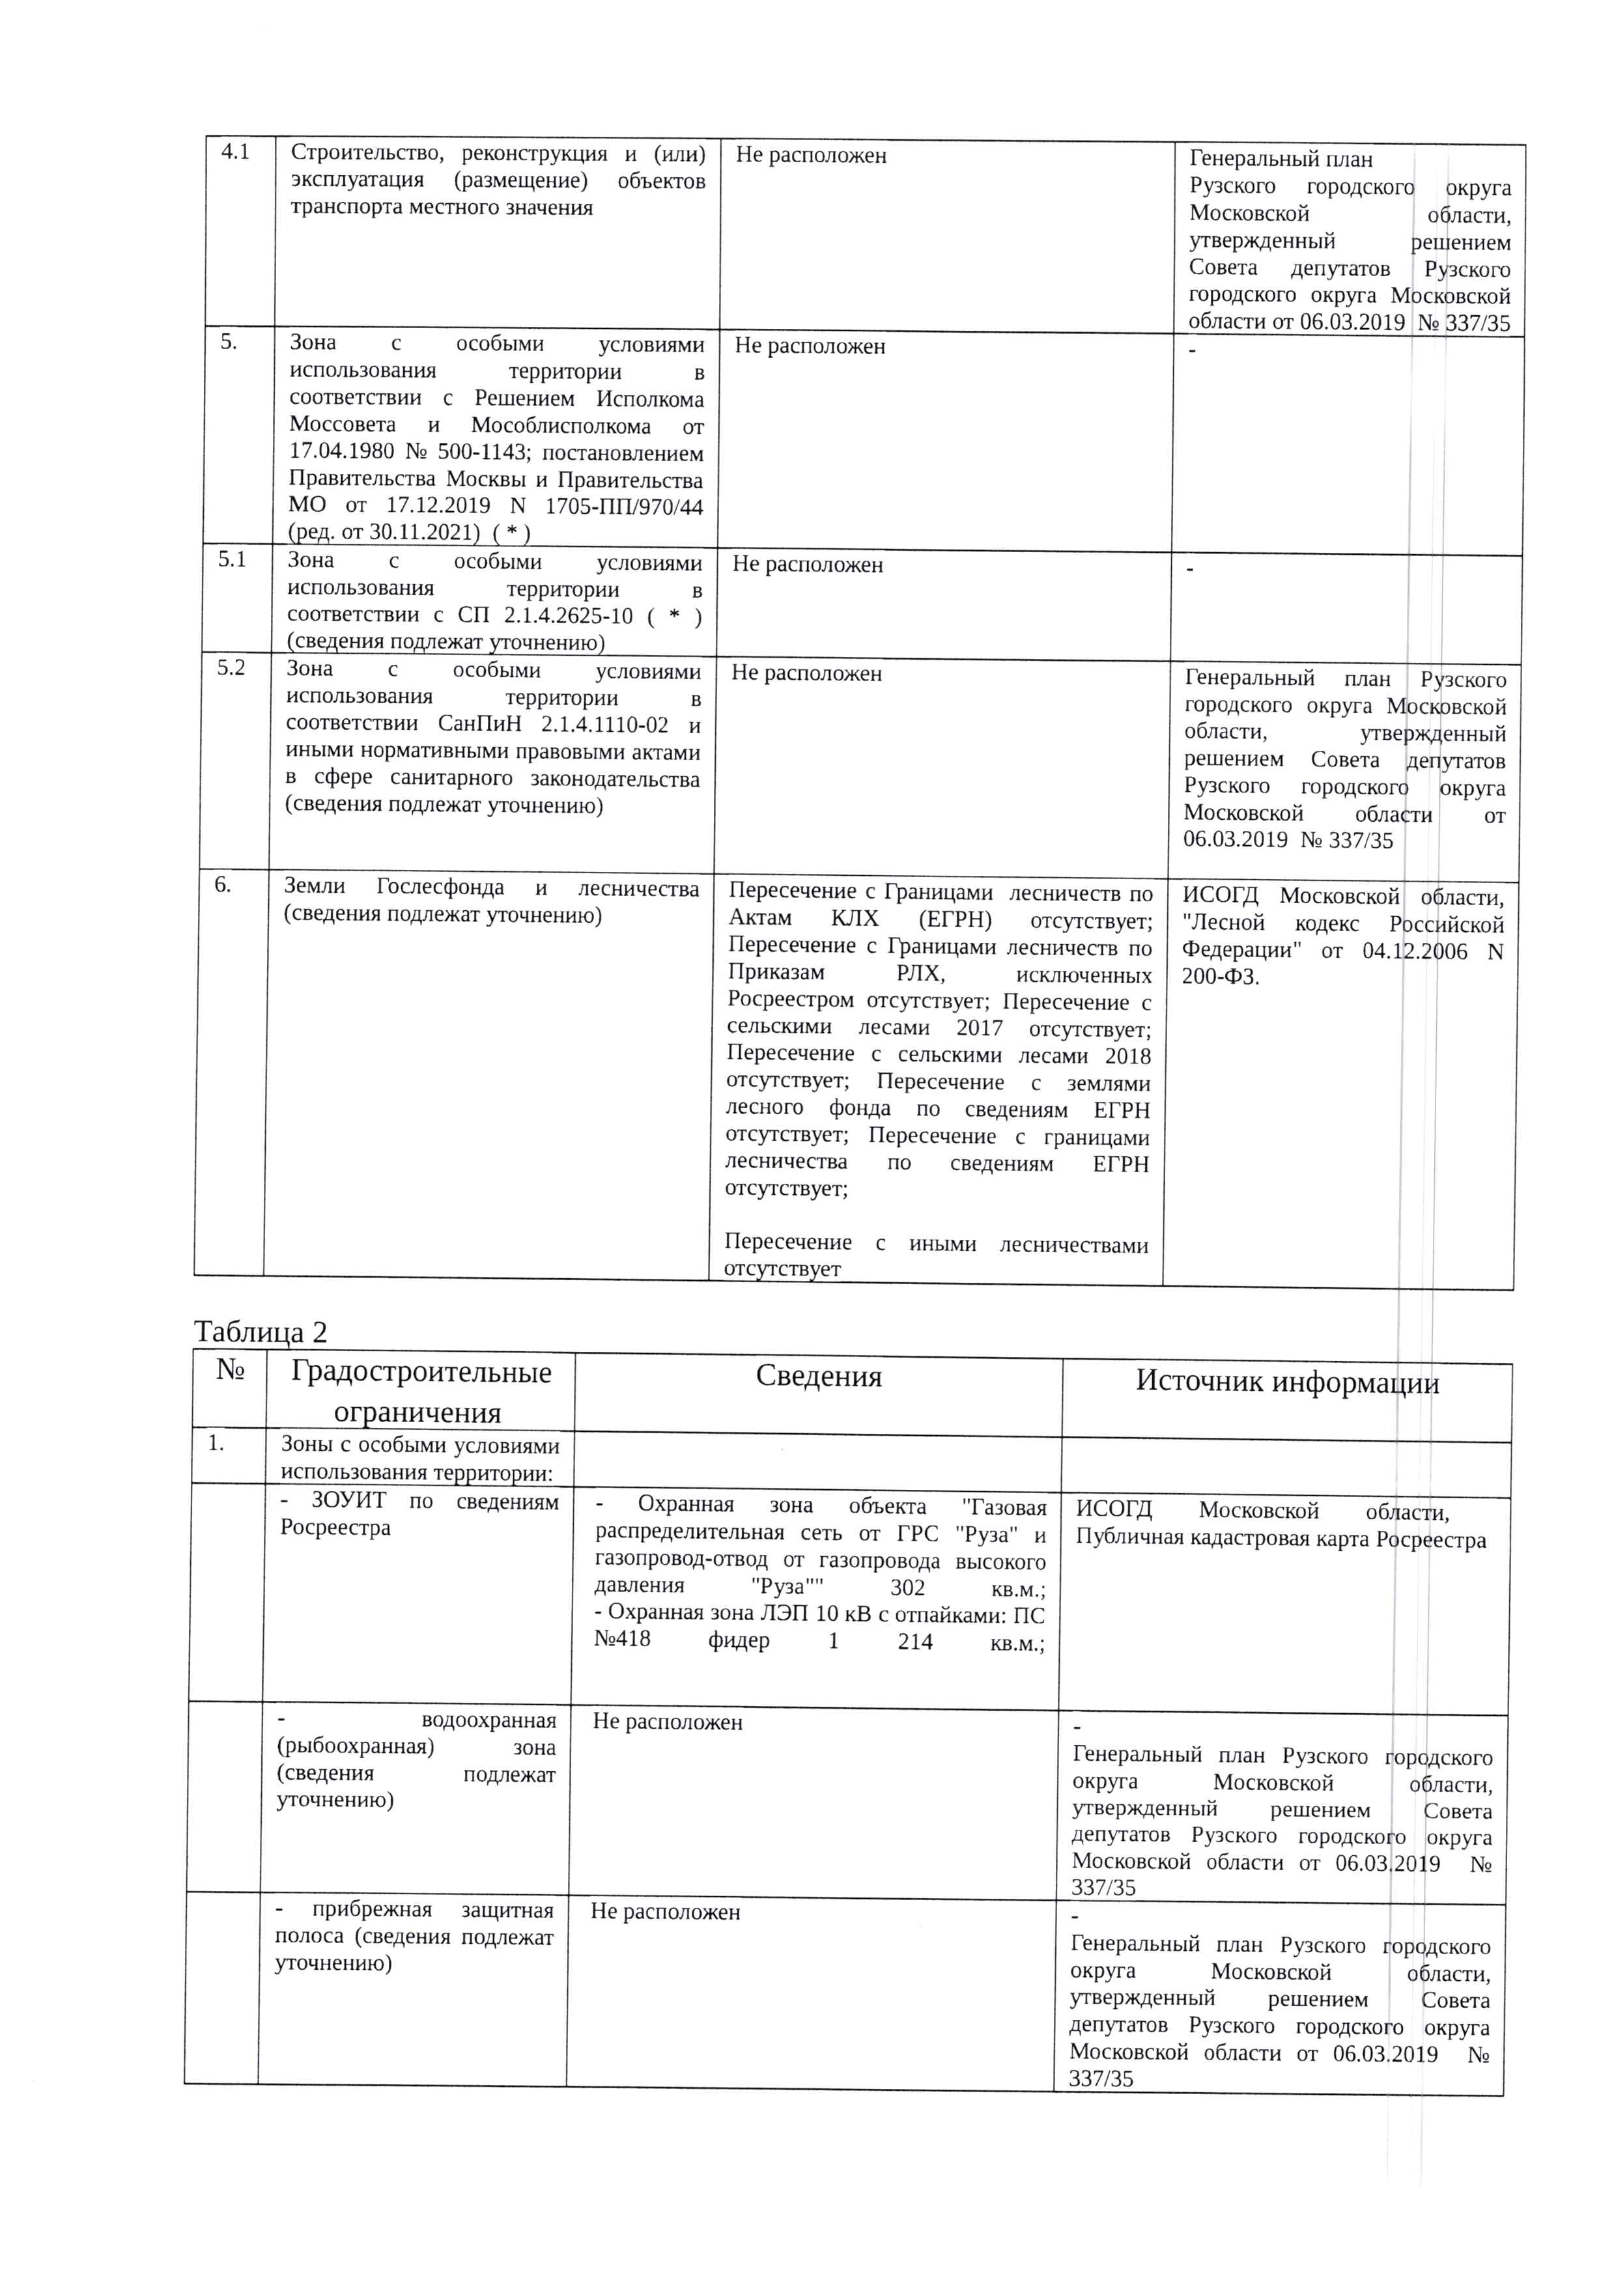 4.1
Строительство, реконструкция и (или)
эксплуатация (размещение) объектов
транспорта местного значения
Не расположен
Генеральный план
Рузского городского округа
Московской области,
утвержденный решением
Совета депутатов Рузского
городского округа Московской
области от 06.03.2019 № 337/35
5.
Зона с особыми условиями
использования территории в
соответствии с Решением Исполкома
Моссовета и Мособлисполкома от
17.04.1980 № 500-1143; постановлением
Правительства Москвы и Правительства
МО от 17.12.2019 N 1705-ПП/970/44
(ред. от 30.11.2021) ( * )
Не расположен
-
5.1
Зона с особыми условиями
использования территории в
соответствии с СП 2.1.4.2625-10 ( * )
(сведения подлежат уточнению)
Не расположен
-
5.2
Зона с особыми условиями
использования территории в
соответствии СанПиН 2.1.4.1110-02 и
иными нормативными правовыми актами
в сфере санитарного законодательства
(сведения подлежат уточнению)
Не расположен
Генеральный план Рузского
городского округа Московской
области, утвержденный
решением Совета депутатов
Рузского городского округа
Московской области от
06.03.2019 № 337/35
6.
Земли Гослесфонда и лесничества
(сведения подлежат уточнению)
Пересечение с Границами лесничеств по
Актам КЛХ (ЕГРН) отсутствует;
Пересечение с Границами лесничеств по
Приказам РЛХ, исключенных
Росреестром отсутствует; Пересечение с
сельскими лесами 2017 отсутствует;
Пересечение с сельскими лесами 2018
отсутствует; Пересечение с землями
лесного фонда по сведениям ЕГРН
отсутствует; Пересечение с границами
лесничества по сведениям ЕГРН
отсутствует;
Пересечение с иными лесничествами
отсутствует
ИСОГД Московской области,
"Лесной кодекс Российской
Федерации" от 04.12.2006 N
200-ФЗ.
Таблица 2
№
Градостроительные
ограничения
Сведения
Источник информации
1.
Зоны с особыми условиями
использования территории:
- ЗОУИТ по сведениям
Росреестра
- Охранная зона объекта "Газовая
распределительная сеть от ГРС "Руза" и
газопровод-отвод от газопровода высокого
давления "Руза"" 302 кв.м.;
- Охранная зона ЛЭП 10 кВ с отпайками: ПС
№418 фидер 1 214 кв.м.;
ИСОГД Московской области,
Публичная кадастровая карта Росреестра
- водоохранная
(рыбоохранная) зона
(сведения подлежат
уточнению)
Не расположен
-
Генеральный план Рузского городского
округа Московской области,
утвержденный решением Совета
депутатов Рузского городского округа
Московской области от 06.03.2019 №
337/35
- прибрежная защитная
полоса (сведения подлежат
уточнению)
Не расположен
-
Генеральный план Рузского городского
округа Московской области,
утвержденный решением Совета
депутатов Рузского городского округа
Московской области от 06.03.2019 №
337/35